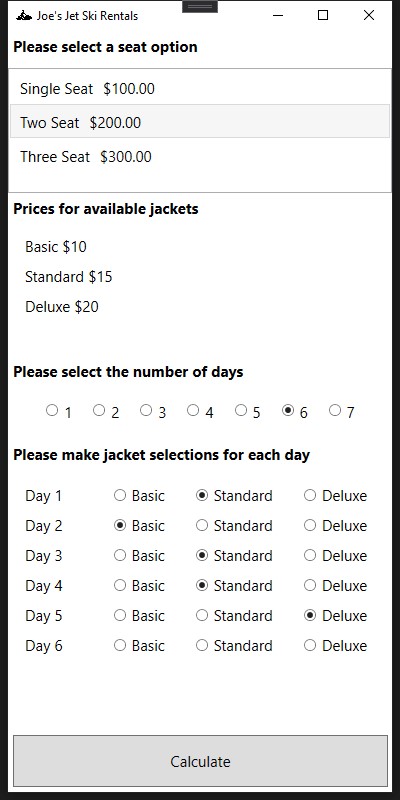 Joe's Jet Ski Rentals
Please select a seat option
Single Seat $100.00
Two Seat $200.00
Three Seat $300.00
Prices for available jackets
Basic $10
Standard $15
Deluxe $20
Please select the number of days
1 2 3 4 5 6 7
Please make jacket selections for each day
Day 1 Basic Standard Deluxe
Day 2 Basic Standard Deluxe
Day 3 Basic Standard Deluxe
Day 4 Basic Standard Deluxe
Day 5 Basic Standard Deluxe
Day 6 Basic Standard Deluxe
Calculate